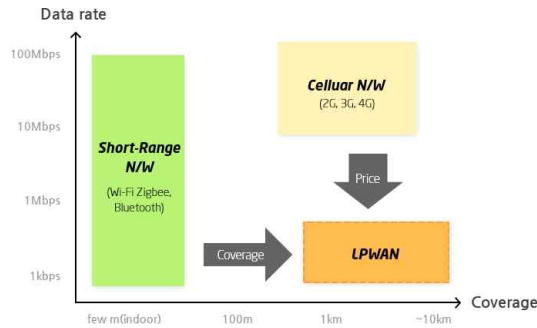 Data rate
100Mbps
10Mbps
1Mbps
1kbps
Short-Range
N/W
(Wi-Fi Zigbee,
Bluetooth)
Celluar N/W
(2G, 3G, 4G)
Price
Coverage
LPWAN
Coverage
few m(indoor)
100m
1km
~10km